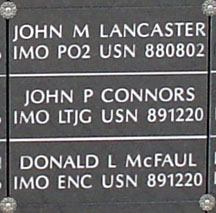 JOHN M LANCASTER
IMO PO2 USN 880802
JOHN P CONNORS
IMO LTJG USN 891220
DONALD L McFAUL
IMO ENC USN 891220